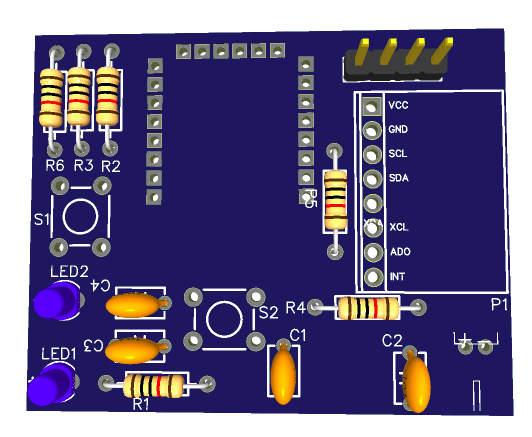 VCC
GND
SCL
SDA
XDA
XCL
ADO
INT
R6 R3 R2
R5
S1
LED2
C4
S2
R4
P1
C3
C1
C2
LED1
R1